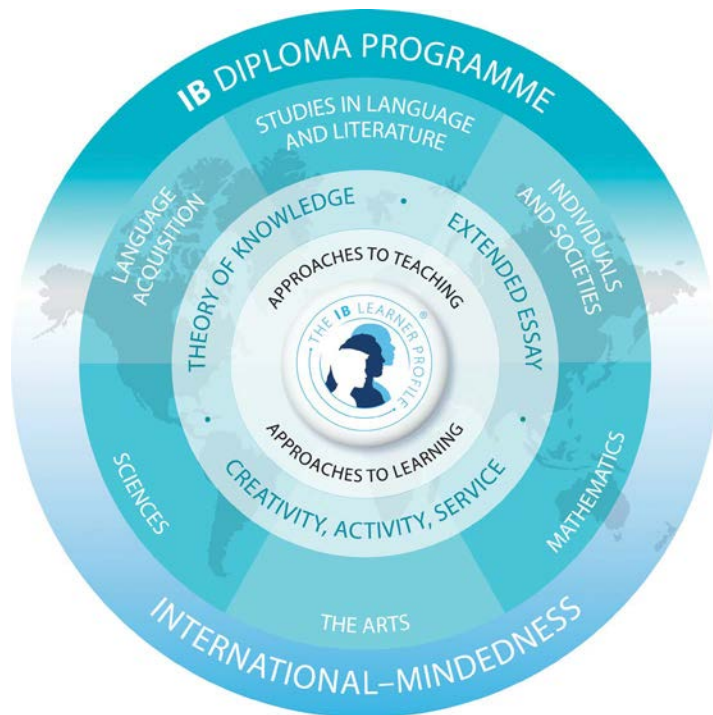 IB DIPLOMA PROGRAMME
STUDIES IN LANGUAGE
AND LITERATURE
LANGUAGE
ACQUISITION
INDIVIDUALS
AND SOCIETIES
THEORY OF KNOWLEDGE
·
EXTENDED ESSAY
·
APPROACHES TO TEACHING
THE IB LEARNER PROFILE ®
APPROACHES TO LEARNING
·
CREATIVITY, ACTIVITY, SERVICE
SCIENCES
MATHEMATICS
THE ARTS
INTERNATIONAL–MINDEDNESS